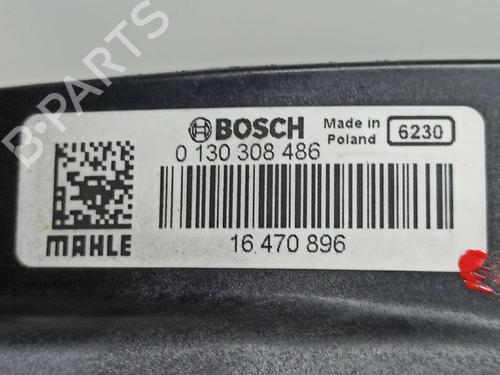 B-PARTS
BOSCH
Made in
Poland
6230
0 130 308 486
MAHLE
16.470 896